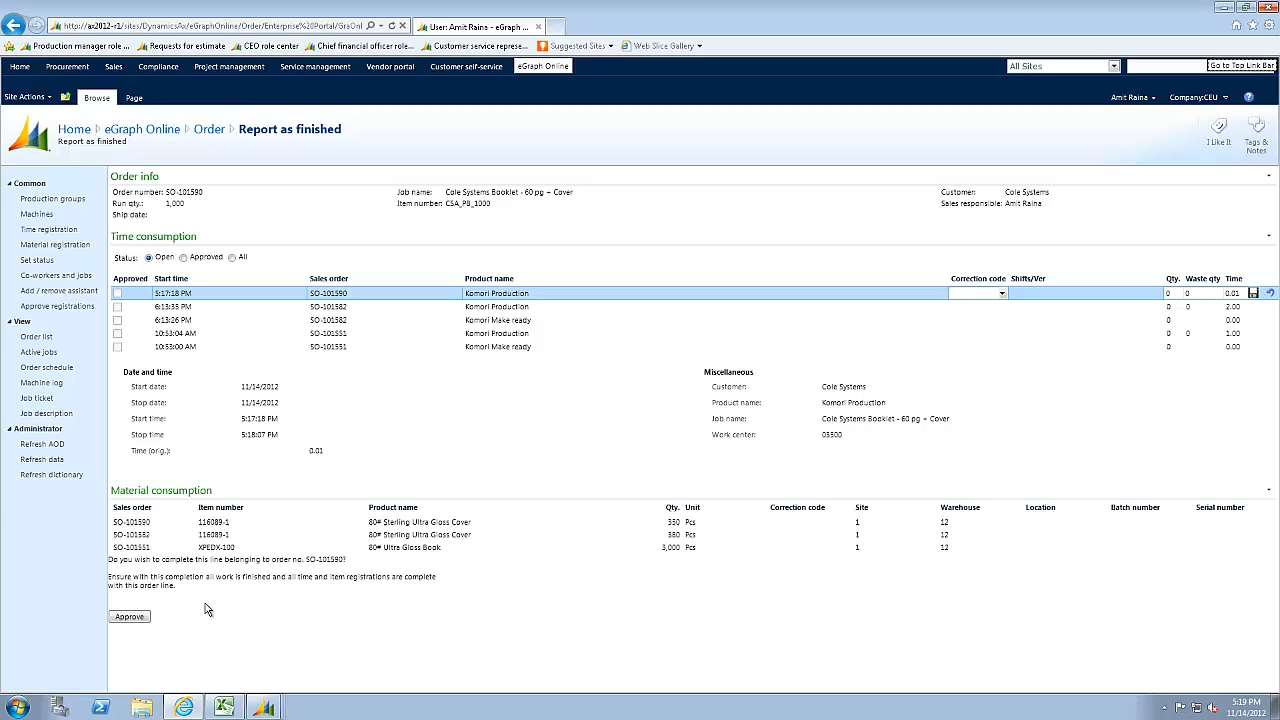 http://ax2012-r1/sites/DynamicsAx/eGraphOnline/Order/Enterprise%20Portal/GraOnl
User: Amit Raina - eGraph ...
Production manager role ...
Requests for estimate
CEO role center
Chief financial officer role...
Customer service represe...
Suggested Sites
Web Slice Gallery
Home
Procurement
Sales
Compliance
Project management
Service management
Vendor portal
Customer self-service
eGraph Online
All Sites
Go to Top Link Bar
Site Actions
Browse
Page
Amit Raina
Company:CEU
Home
eGraph Online
Order
Report as finished
Report as finished
I Like It
Tags & Notes
Common
Production groups
Machines
Time registration
Material registration
Set status
Co-workers and jobs
Add / remove assistant
Approve registrations
View
Order list
Active jobs
Order schedule
Machine log
Job ticket
Job description
Administrator
Refresh AOD
Refresh data
Refresh dictionary
Order info
Order number: SO-101590 Job name: Cole Systems Booklet - 60 pg + Cover Customer: Cole Systems
Run qty.: 1,000 Item number: CSA_PB_1000 Sales responsible: Amit Raina
Ship date:
Time consumption
Status: Open Approved All
Approved Start time Sales order Product name Correction code Shifts/Ver Qty. Waste qty Time
5:17:18 PM SO-101590 Komori Production 0 0 0.01
6:13:35 PM SO-101582 Komori Production 0 0 2.00
6:13:26 PM SO-101582 Komori Make ready 0 0.00
10:53:04 AM SO-101551 Komori Production 0 0 1.00
10:53:00 AM SO-101551 Komori Make ready 0 0.00
Date and time Miscellaneous
Start date: 11/14/2012 Customer: Cole Systems
Stop date: 11/14/2012 Product name: Komori Production
Start time: 5:17:18 PM Job name: Cole Systems Booklet - 60 pg + Cover
Stop time 5:18:07 PM Work center: 03500
Time (orig.): 0.01
Material consumption
Sales order Item number Product name Qty. Unit Correction code Site Warehouse Location Batch number Serial number
SO-101590 116089-1 80# Sterling Ultra Gloss Cover 350 Pcs 1 12
SO-101582 116089-1 80# Sterling Ultra Gloss Cover 380 Pcs 1 12
SO-101551 XPEDX-100 80# Ultra Gloss Book 3,000 Pcs 1 12
Do you wish to complete this line belonging to order no. SO-101590?
Ensure with this completion all work is finished and all time and item registrations are complete
with this order line.
Approve
5:19 PM
11/14/2012